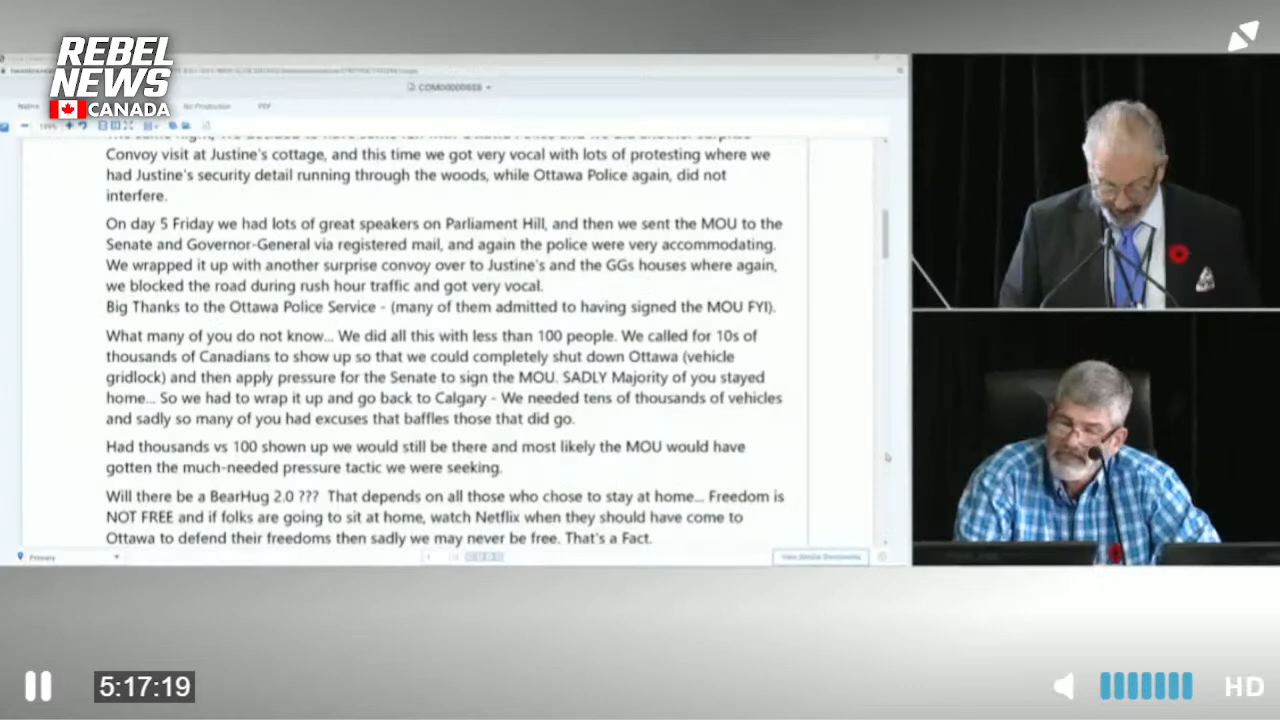 REBEL
NEWS
CANADA
No Production
PDF
Convoy visit at Justine's cottage, and this time we got very vocal with lots of protesting where we
had Justine's security detail running through the woods, while Ottawa Police again, did not
interfere.
On day 5 Friday we had lots of great speakers on Parliament Hill, and then we sent the MOU to the
Senate and Governor-General via registered mail, and again the police were very accommodating.
We wrapped it up with another surprise convoy over to Justine's and the GGs houses where again,
we blocked the road during rush hour traffic and got very vocal.
Big Thanks to the Ottawa Police Service - (many of them admitted to having signed the MOU FYI).
What many of you do not know... We did all this with less than 100 people. We called for 10s of
thousands of Canadians to show up so that we could completely shut down Ottawa (vehicle
gridlock) and then apply pressure for the Senate to sign the MOU. SADLY Majority of you stayed
home... So we had to wrap it up and go back to Calgary - We needed tens of thousands of vehicles
and sadly so many of you had excuses that baffles those that did go.
Had thousands vs 100 shown up we would still be there and most likely the MOU would have
gotten the much-needed pressure tactic we were seeking.
Will there be a BearHug 2.0 ??? That depends on all those who chose to stay at home... Freedom is
NOT FREE and if folks are going to sit at home, watch Netflix when they should have come to
Ottawa to defend their freedoms then sadly we may never be free. That's a Fact.
Primary
View Similar Documents
5:17:19
HD